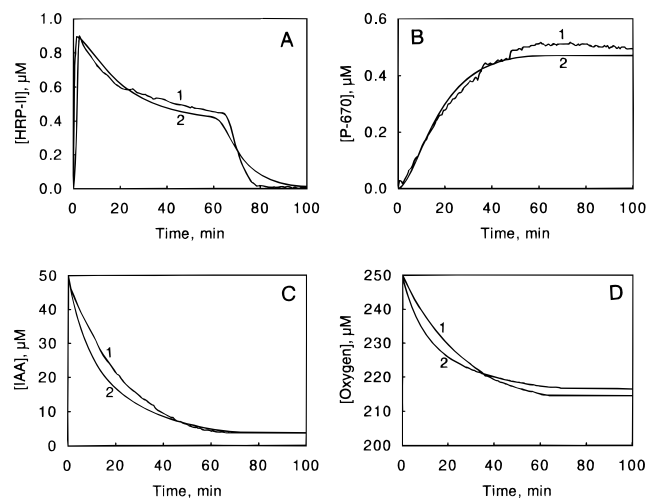 A
[HRP-II], µM
1.0
0.8
0.6
0.4
0.2
0.0
1
2
0 20 40 60 80 100
Time, min
B
[P-670], µM
0.6
0.4
0.2
0.0
1
2
0 20 40 60 80 100
Time, min
C
[IAA], µM
50
40
30
20
10
0
1
2
0 20 40 60 80 100
Time, min
D
[Oxygen], µM
250
240
230
220
210
200
1
2
0 20 40 60 80 100
Time, min